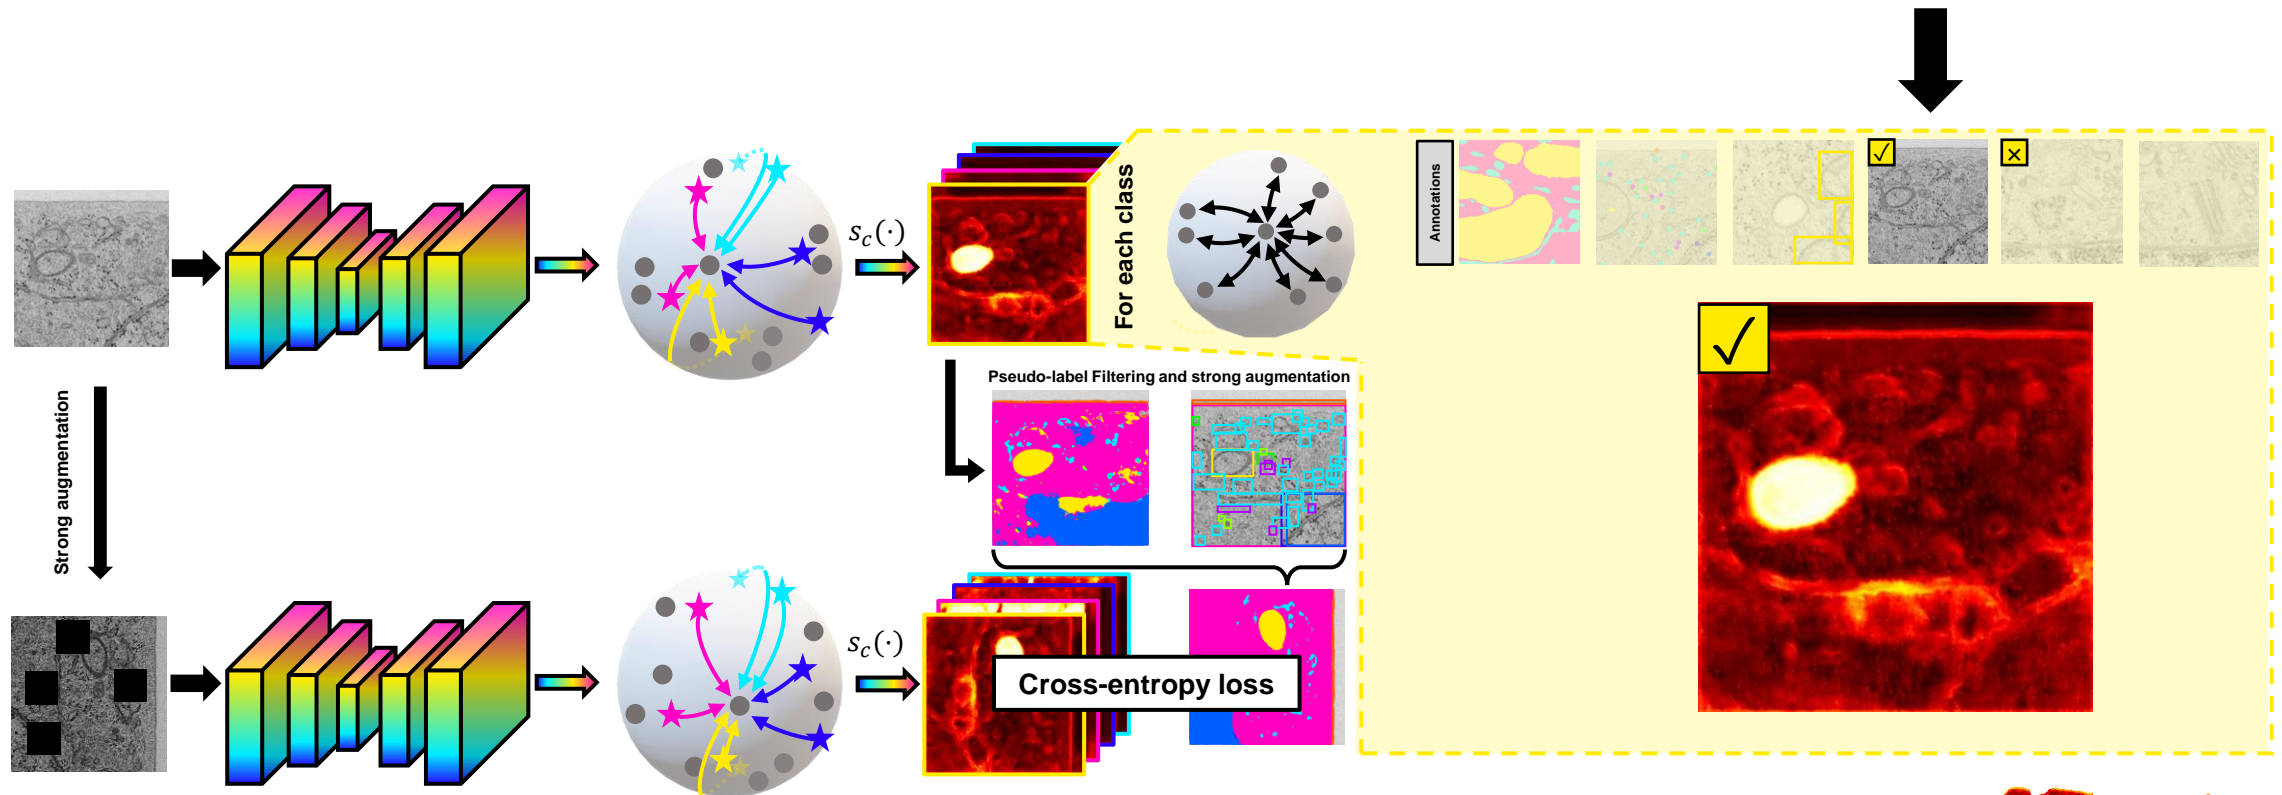 Annotations
✓
×
s_c(·)
For each class
✓
Pseudo-label Filtering and strong augmentation
Strong augmentation
s_c(·)
Cross-entropy loss